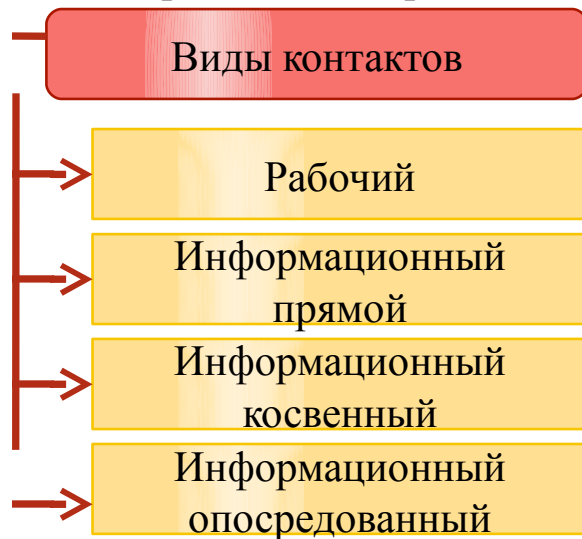 Виды контактов
Рабочий
Информационный
прямой
Информационный
косвенный
Информационный
опосредованный